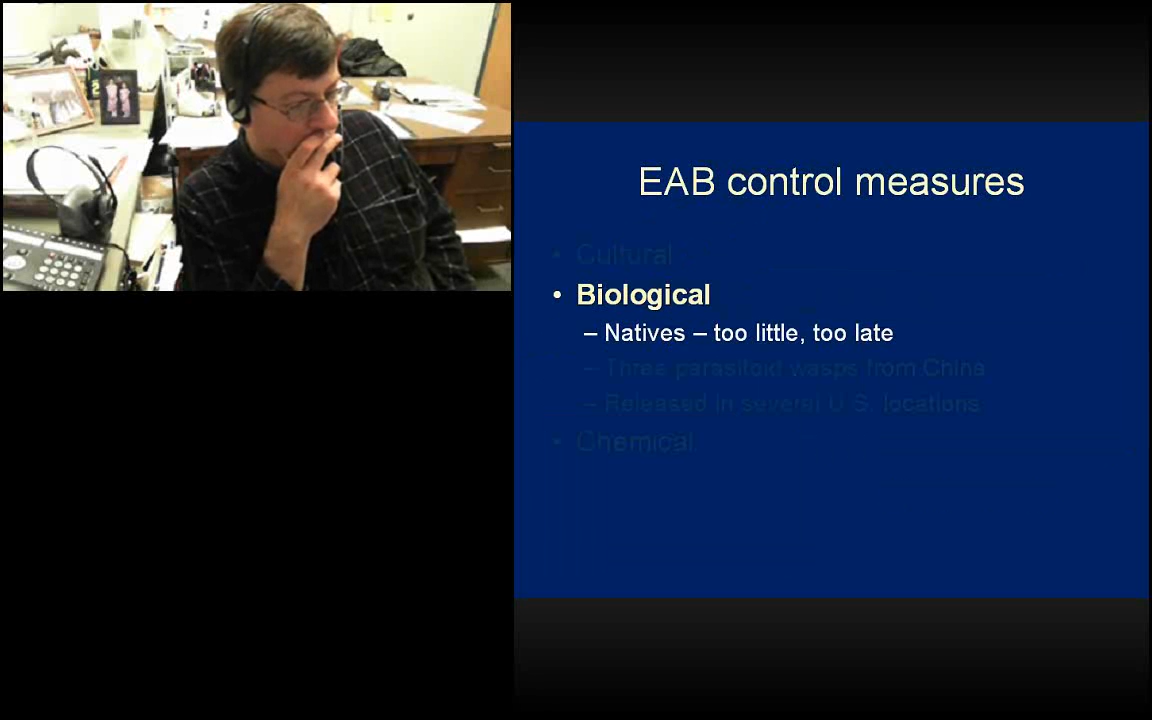 EAB control measures
• Cultural
• Biological
– Natives – too little, too late
– Three parasitoid wasps from China
– Released in several U.S. locations
• Chemical